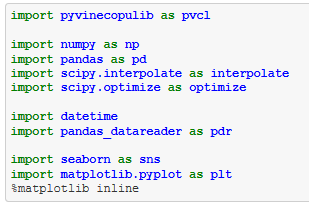 import pyvinecopulib as pvcl
import numpy as np
import pandas as pd
import scipy.interpolate as interpolate
import scipy.optimize as optimize
import datetime
import pandas_datareader as pdr
import seaborn as sns
import matplotlib.pyplot as plt
%matplotlib inline